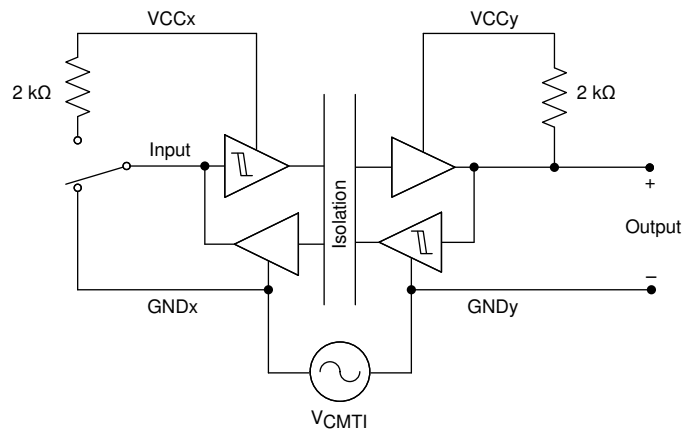 VCCx
VCCy
2 kΩ
2 kΩ
Input
Isolation
+
Output
–
GNDx
GNDy
VCMTI